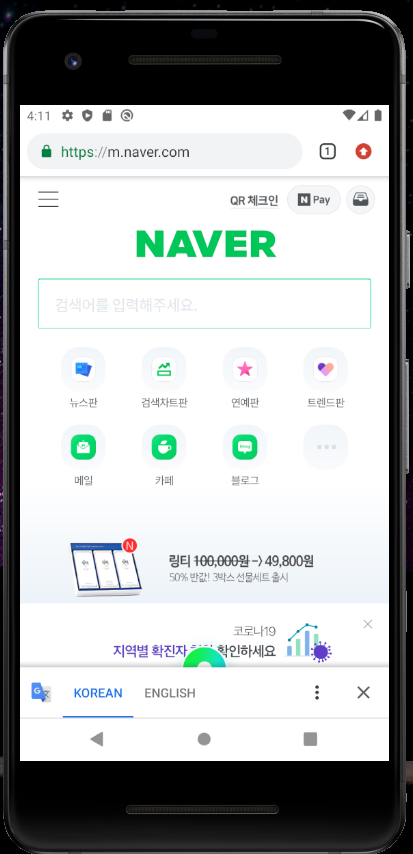 4:11
https://m.naver.com
1
QR 체크인
N Pay
NAVER
검색어를 입력해주세요.
뉴스판
검색차트판
연예판
트렌드판
메일
카페
블로그
N
링티 100,000원 -> 49,800원
50% 반값! 3박스 선물세트 출시
코로나19
지역별 확진자 확인하세요
G
KOREAN
ENGLISH